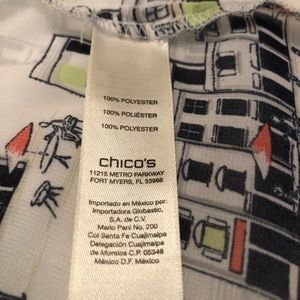 100% POLYESTER
100% POLIÉSTER
100% POLYESTER
chico's
11215 METRO PARKWAY
FORT MYERS, FL 33966
Importado en México por:
Importadora Globastic,
S.A. de C.V.
Mario Pani No. 200
Col Santa Fe Cuajimalpa
Delegación Cuajimalpa
de Morelos C.P. 05348
México D.F. México